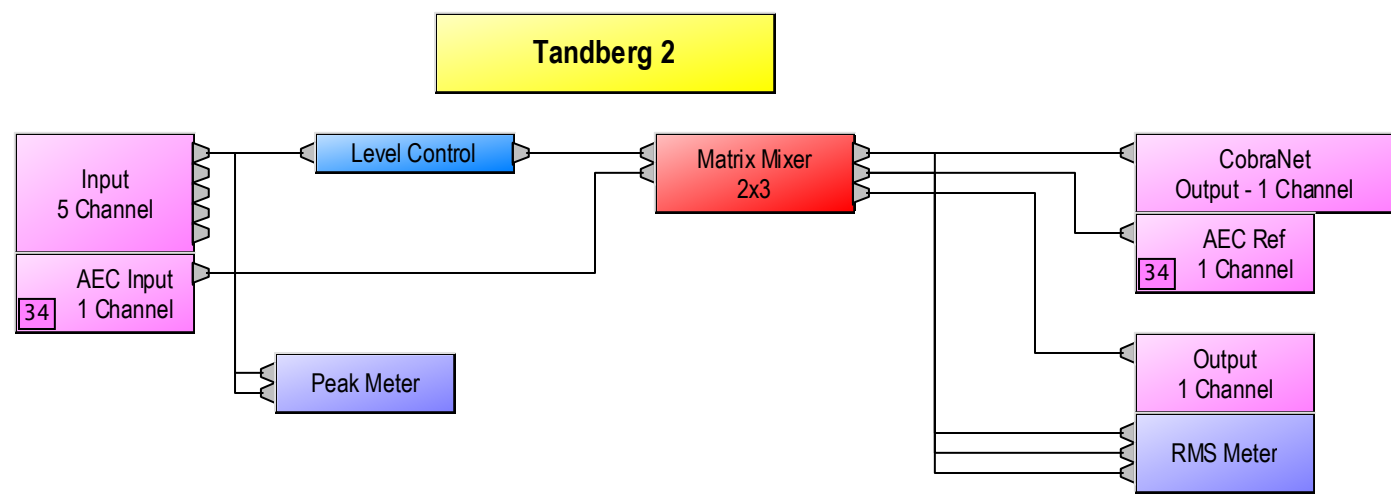 Tandberg 2
Input
5 Channel
Level Control
Matrix Mixer
2x3
CobraNet
Output - 1 Channel
AEC Input
34
1 Channel
AEC Ref
34
1 Channel
Peak Meter
Output
1 Channel
RMS Meter